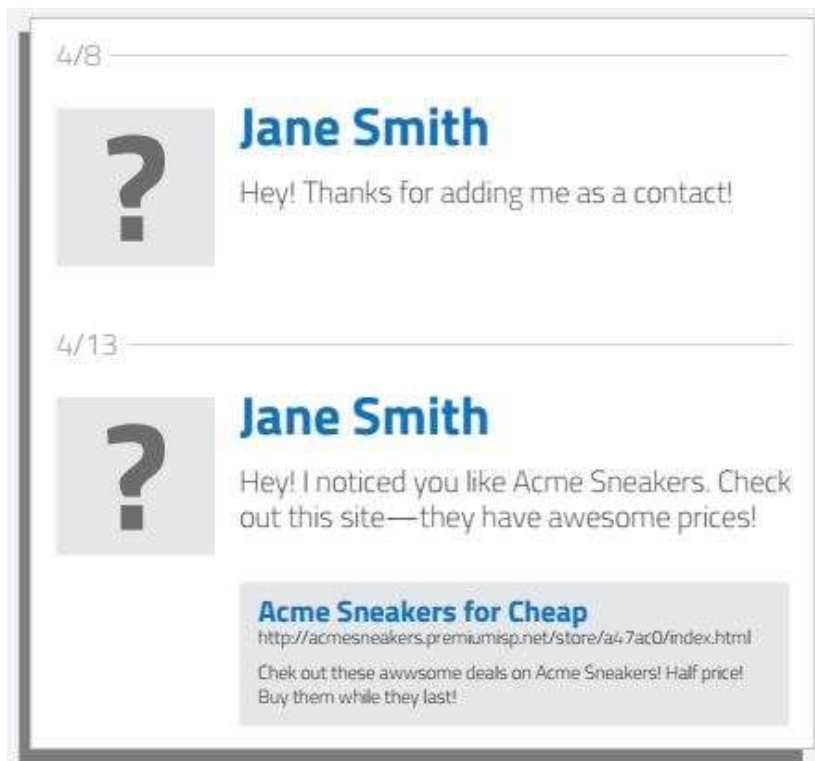 4/8
?
Jane Smith
Hey! Thanks for adding me as a contact!
4/13
?
Jane Smith
Hey! I noticed you like Acme Sneakers. Check
out this site—they have awesome prices!
Acme Sneakers for Cheap
http://acmesneakers.premiumisp.net/store/a47ac0/index.html
Chek out these awwsome deals on Acme Sneakers! Half price!
Buy them while they last!